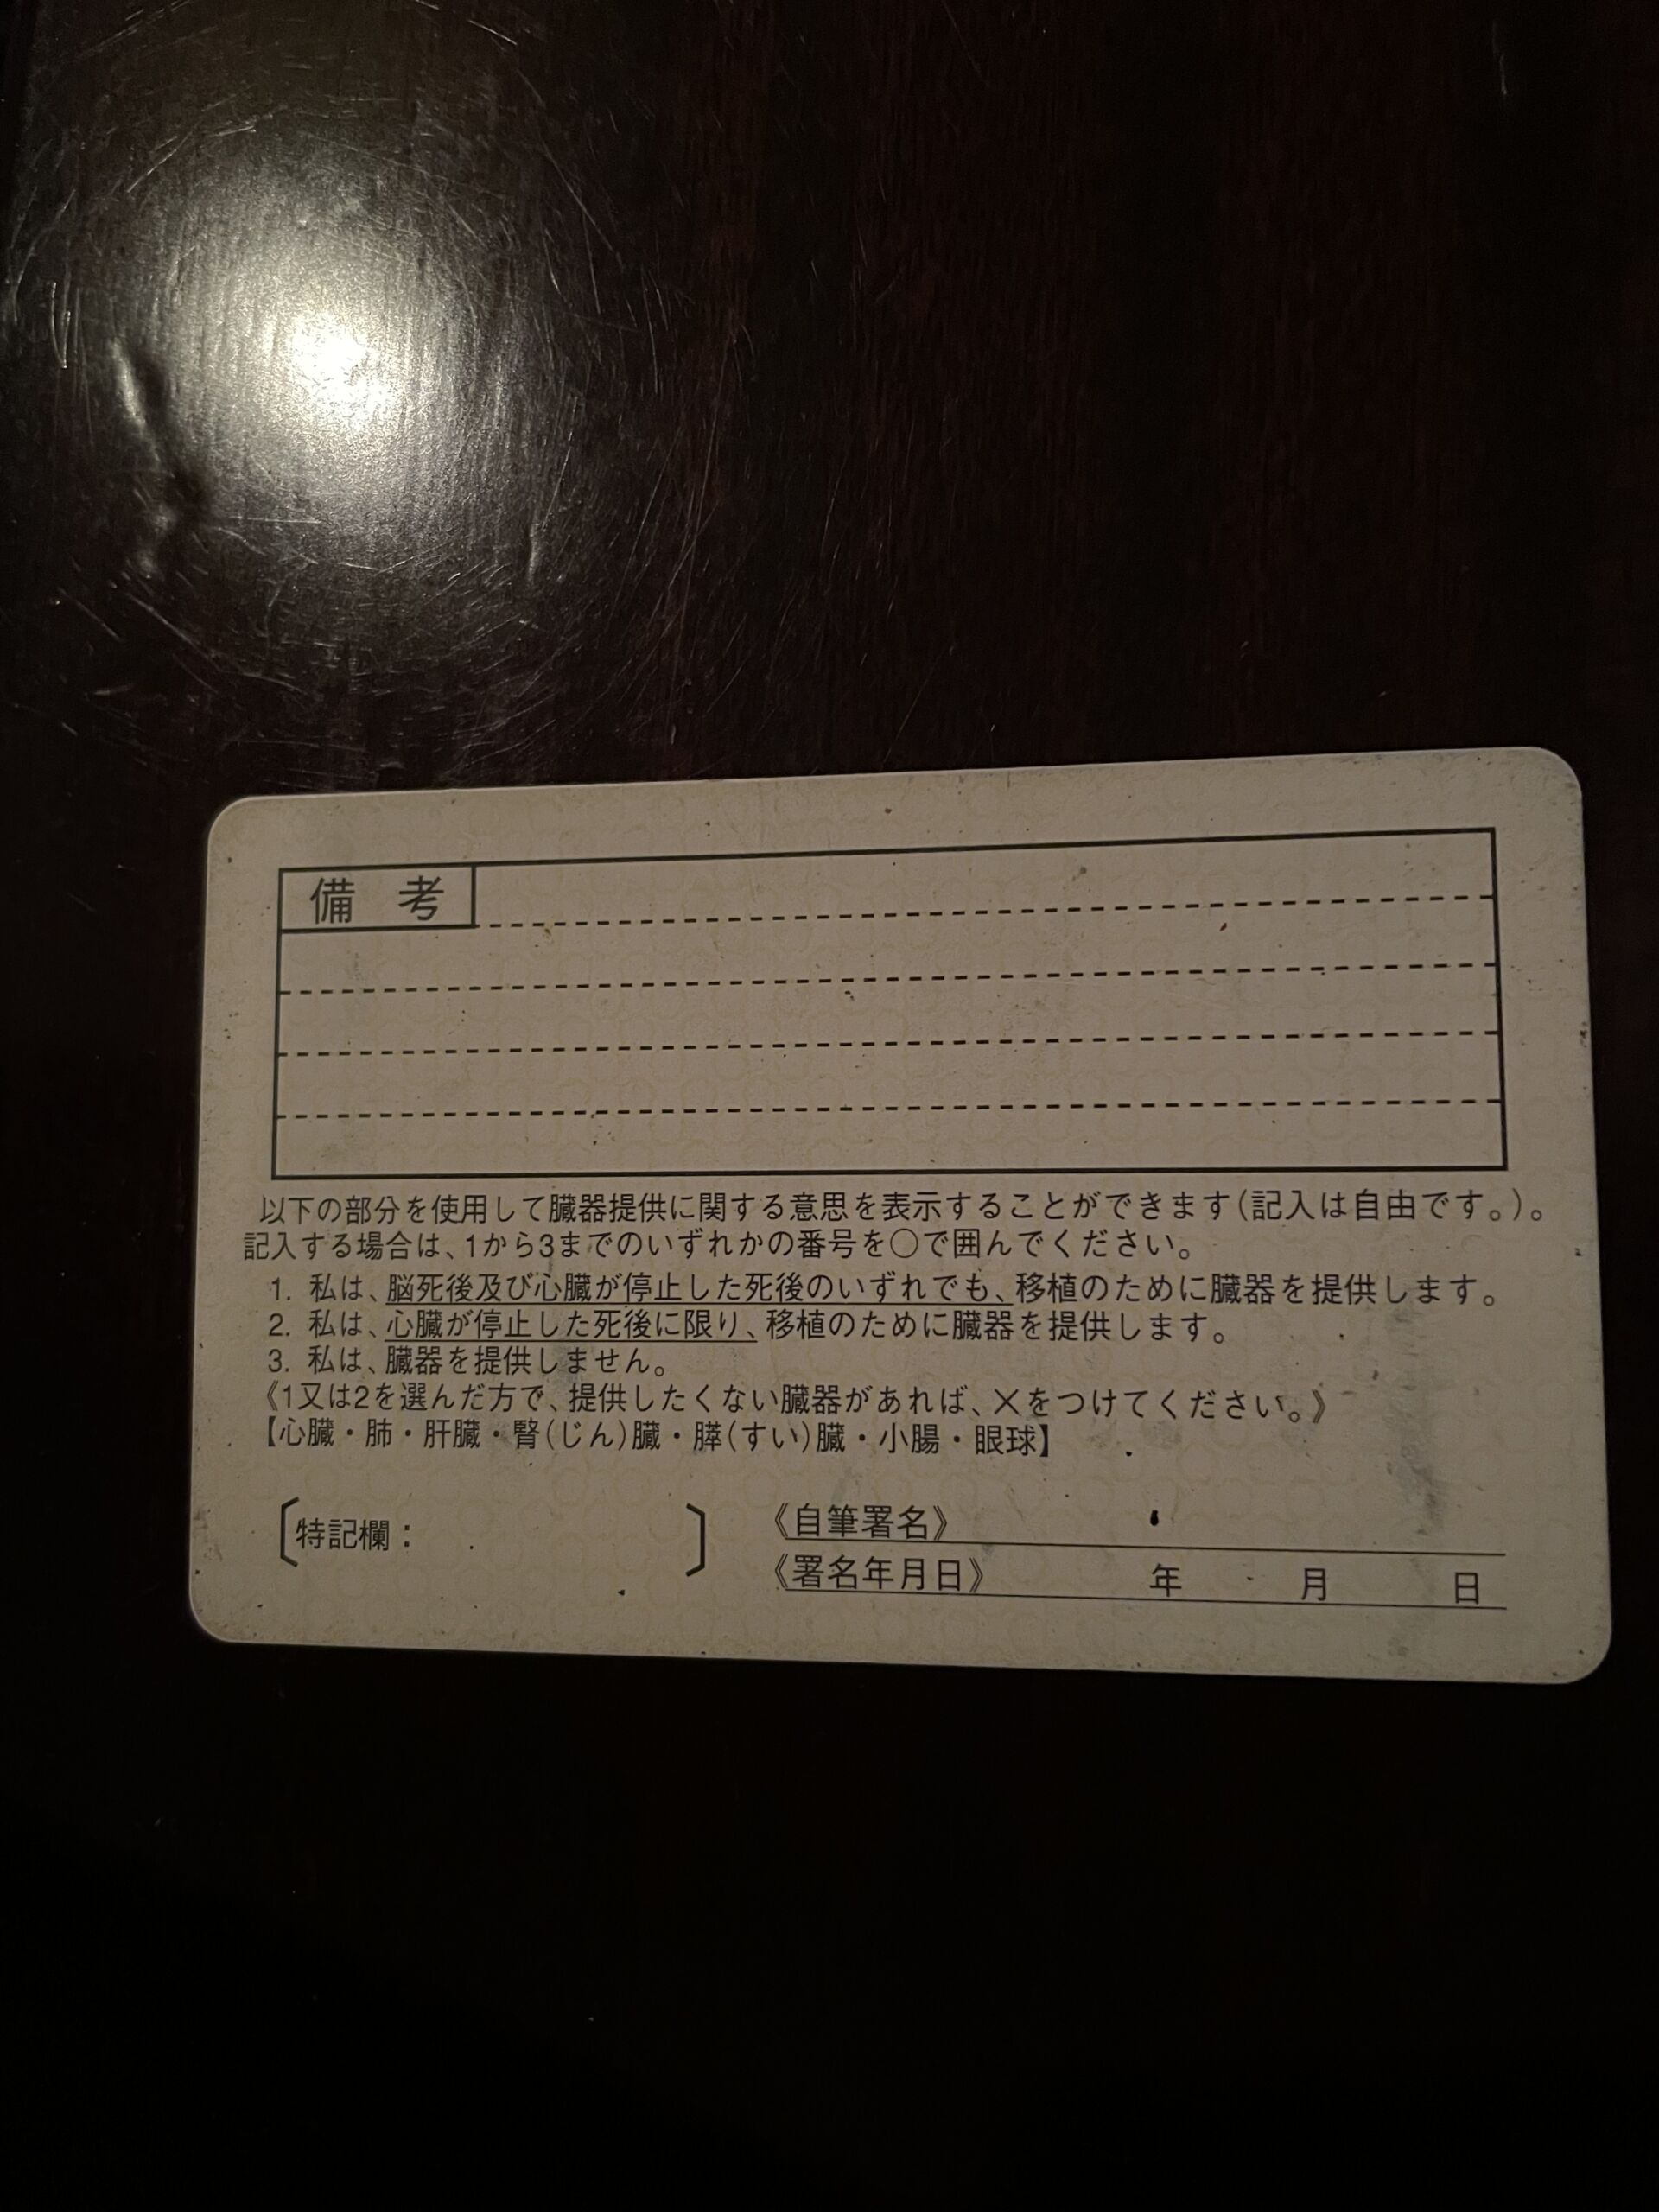 備 考
以下の部分を使用して臓器提供に関する意思を表示することができます(記入は自由です。)。
記入する場合は、1から3までのいずれかの番号を○で囲んでください。
1. 私は、脳死後及び心臓が停止した死後のいずれでも、移植のために臓器を提供します。
2. 私は、心臓が停止した死後に限り、移植のために臓器を提供します。
3. 私は、臓器を提供しません。
《1又は2を選んだ方で、提供したくない臓器があれば、×をつけてください。》
【心臓・肺・肝臓・腎(じん)臓・膵(すい)臓・小腸・眼球】
〔特記欄: 〕
《自筆署名》
《署名年月日》 年 月 日